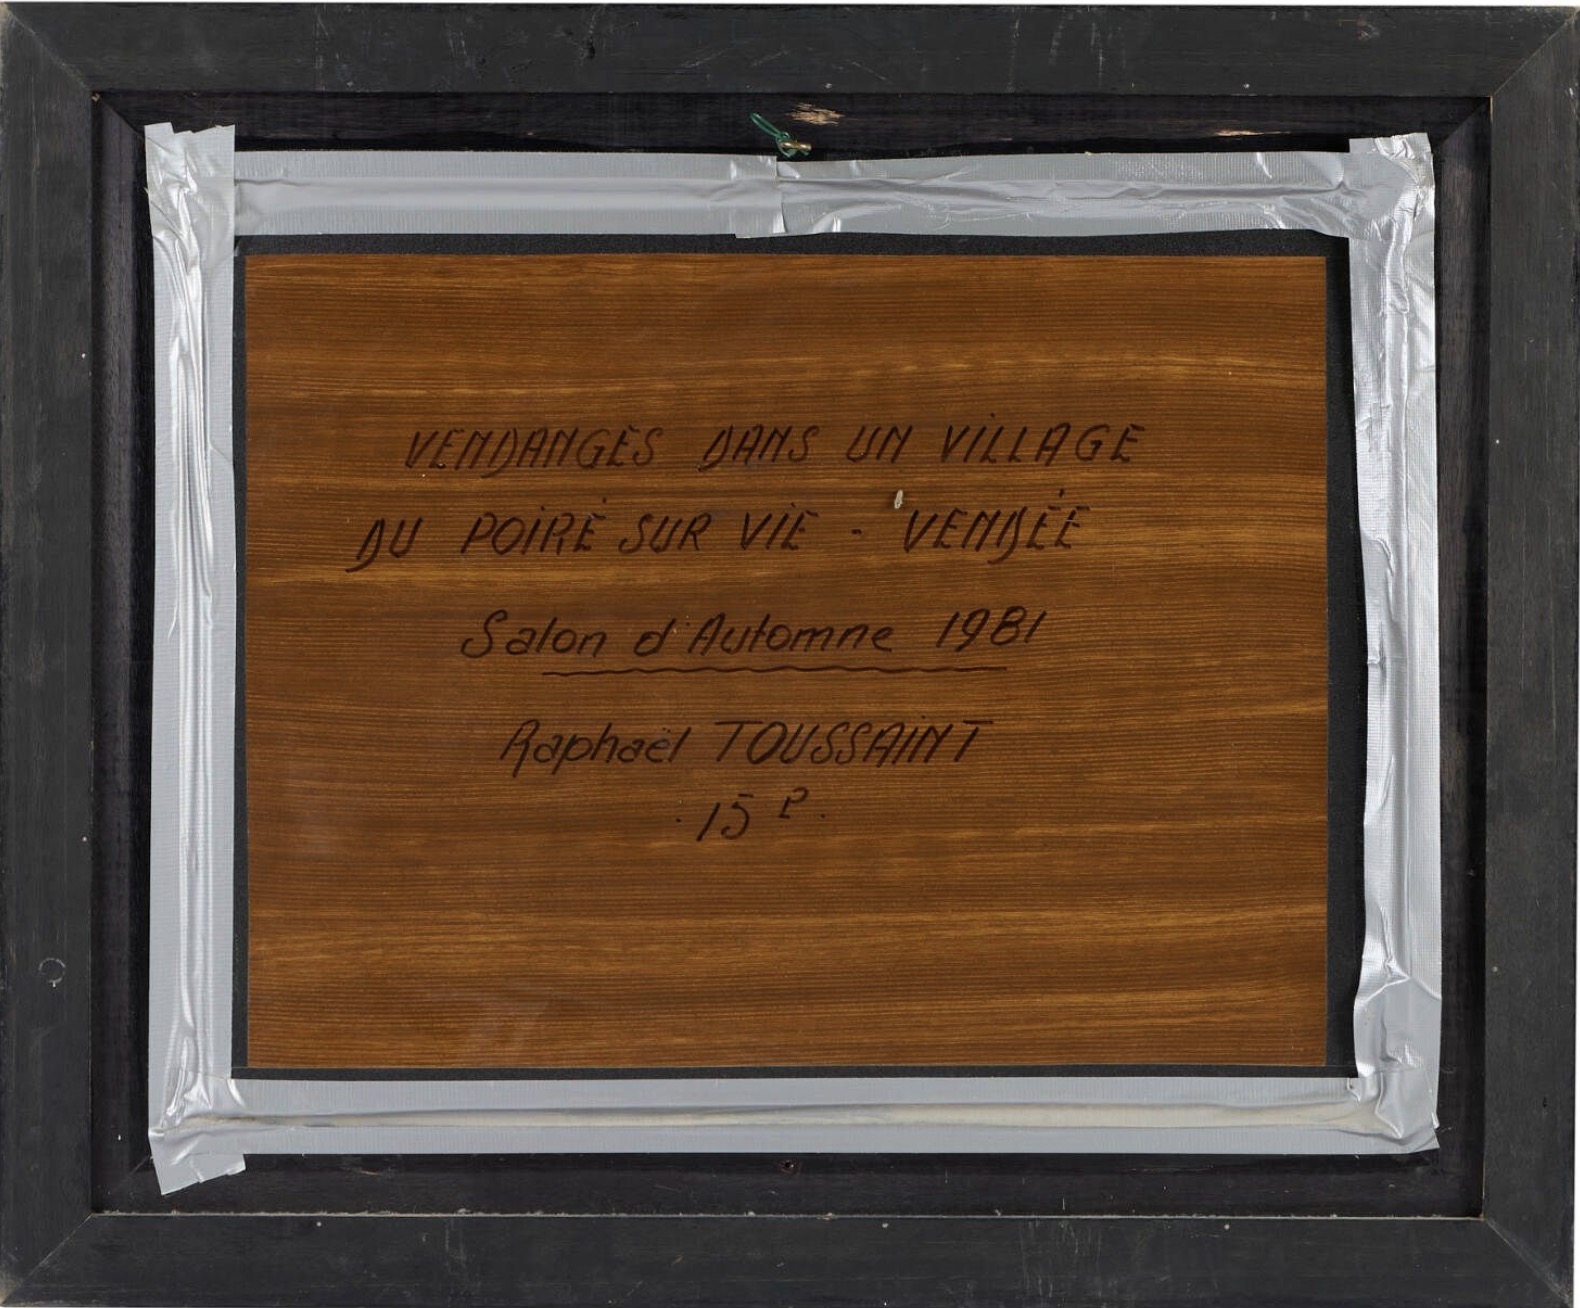 VENDANGES DANS UN VILLAGE
DU POIRÉ SUR VIE - VENDÉE
Salon d'Automne 1981
Raphaël TOUSSAINT
. 15 P .